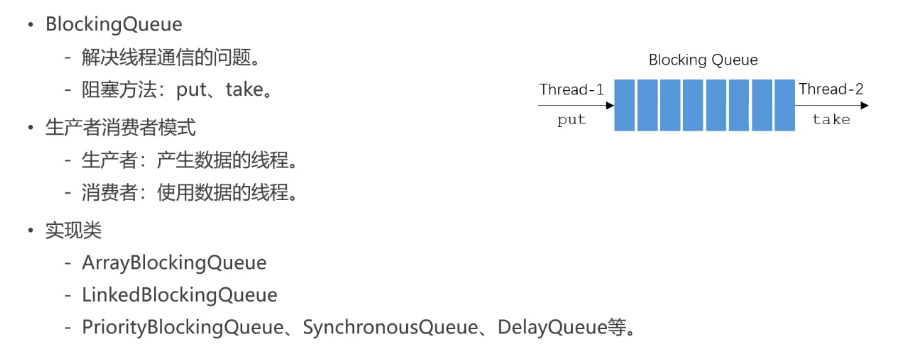 • BlockingQueue
- 解决线程通信的问题。
- 阻塞方法：put、take。
• 生产者消费者模式
- 生产者：产生数据的线程。
- 消费者：使用数据的线程。
• 实现类
- ArrayBlockingQueue
- LinkedBlockingQueue
- PriorityBlockingQueue、SynchronousQueue、DelayQueue等。
Blocking Queue
Thread-1
put
Thread-2
take